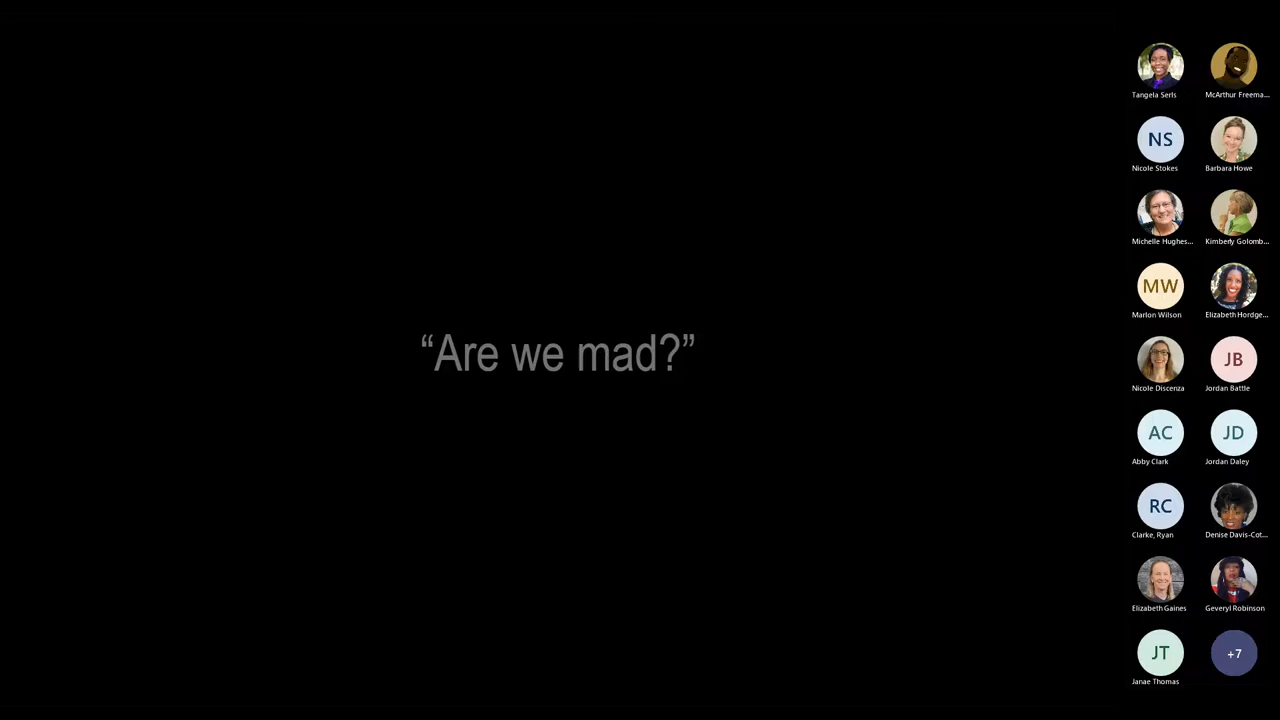 “Are we mad?”
Tangela Serls
McArthur Freema...
NS
Nicole Stokes
Barbara Howe
Michelle Hughes...
Kimberly Golomb...
MW
Marlon Wilson
Elizabeth Hordge...
Nicole Discenza
JB
Jordan Battle
AC
Abby Clark
JD
Jordan Daley
RC
Clarke, Ryan
Denise Davis-Cot...
Elizabeth Gaines
Geveryl Robinson
JT
Janae Thomas
+7